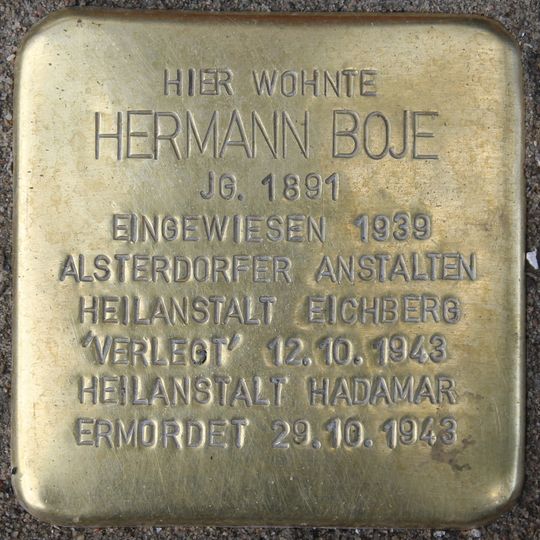 HIER WOHNTE
HERMANN BOJE
JG. 1891
EINGEWIESEN 1939
ALSTERDORFER ANSTALTEN
HEILANSTALT EICHBERG
'VERLEGT' 12.10.1943
HEILANSTALT HADAMAR
ERMORDET 29.10.1943